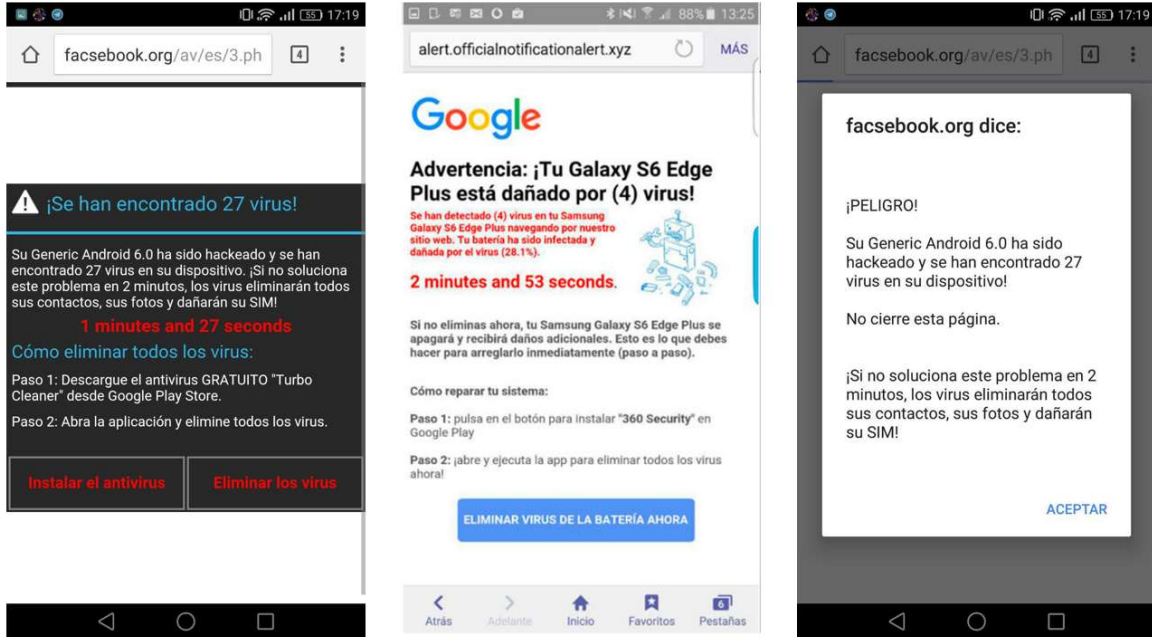 55 17:19
facsebook.org/av/es/3.ph 4
¡Se han encontrado 27 virus!
Su Generic Android 6.0 ha sido hackeado y se han
encontrado 27 virus en su dispositivo. ¡Si no soluciona
este problema en 2 minutos, los virus eliminarán todos
sus contactos, sus fotos y dañarán su SIM!
1 minutes and 27 seconds
Cómo eliminar todos los virus:
Paso 1: Descargue el antivirus GRATUITO "Turbo
Cleaner" desde Google Play Store.
Paso 2: Abra la aplicación y elimine todos los virus.
Instalar el antivirus Eliminar los virus
88% 13:25
alert.officialnotificationalert.xyz MÁS
Google
Advertencia: ¡Tu Galaxy S6 Edge
Plus está dañado por (4) virus!
Se han detectado (4) virus en tu Samsung
Galaxy S6 Edge Plus navegando por nuestro
sitio web. Tu batería ha sido infectada y
dañada por el virus (28.1%).
2 minutes and 53 seconds.
Si no eliminas ahora, tu Samsung Galaxy S6 Edge Plus se
apagará y recibirá daños adicionales. Esto es lo que debes
hacer para arreglarlo inmediatamente (paso a paso).
Cómo reparar tu sistema:
Paso 1: pulsa en el botón para instalar "360 Security" en
Google Play
Paso 2: ¡abre y ejecuta la app para eliminar todos los virus
ahora!
ELIMINAR VIRUS DE LA BATERÍA AHORA
6
Atrás Adelante Inicio Favoritos Pestañas
55 17:19
facsebook.org/av/es/3.ph 4
facsebook.org dice:
¡PELIGRO!
Su Generic Android 6.0 ha sido
hackeado y se han encontrado 27
virus en su dispositivo!
No cierre esta página.
¡Si no soluciona este problema en 2
minutos, los virus eliminarán todos
sus contactos, sus fotos y dañarán
su SIM!
ACEPTAR